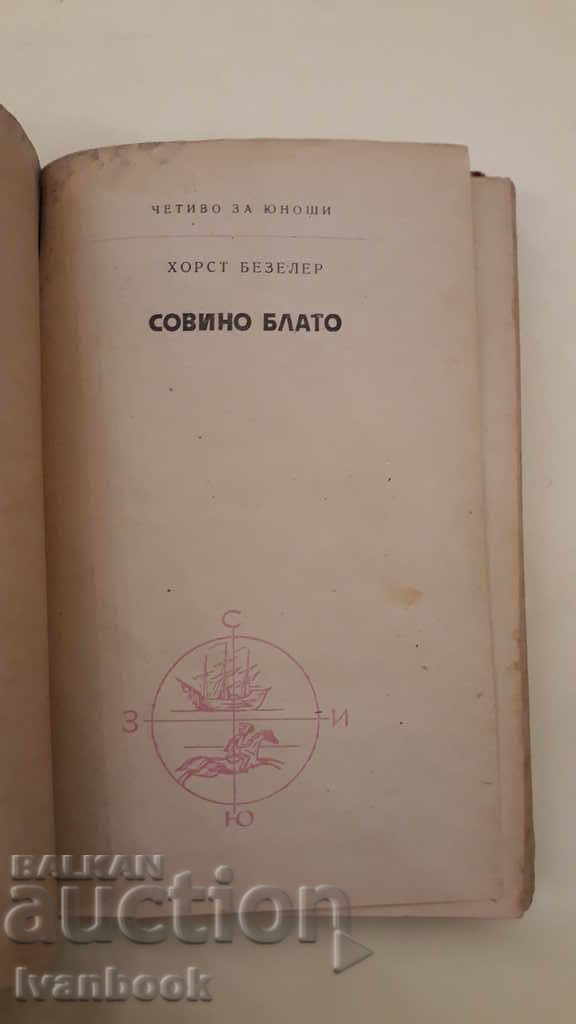 ЧЕТИВО ЗА ЮНОШИ
ХОРСТ БЕЗЕЛЕР
СОВИНО БЛАТО
С
З
И
Ю
BALKAN
auction
Ivanbook